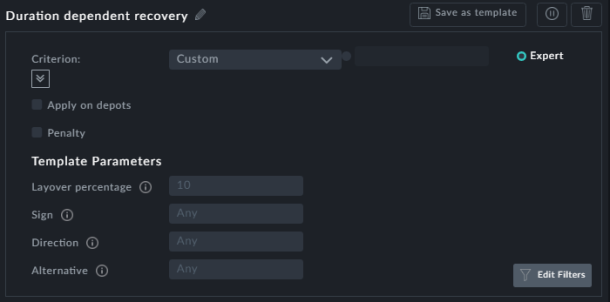 Duration dependent recovery
Save as template
Criterion:
Custom
Expert
Apply on depots
Penalty
Template Parameters
Layover percentage
10
Sign
Any
Direction
Any
Alternative
Any
Edit Filters